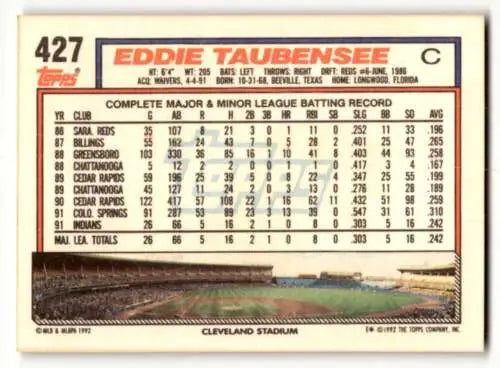 427
Topps
EDDIE TAUBENSEE C
HT: 6'4" WT: 205 BATS: LEFT THROWS: RIGHT DRFT: REDS #6-JUNE, 1986
ACQ: WAIVERS, 4-4-91 BORN: 10-31-68, BEEVILLE, TEXAS HOME: LONGWOOD, FLORIDA
COMPLETE MAJOR & MINOR LEAGUE BATTING RECORD
YR CLUB G AB R H 2B 3B HR RBI SB SLG BB SO AVG
86 SARA. REDS 35 107 8 21 3 0 1 11 0 .252 11 33 .196
87 BILLINGS 55 162 24 43 7 0 5 28 2 .401 25 47 .265
88 GREENSBORO 103 330 36 85 16 1 10 41 8 .403 44 93 .258
88 CHATTANOOGA 5 12 2 2 0 0 1 1 0 .417 3 4 .167
89 CEDAR RAPIDS 59 196 25 39 5 0 8 22 4 .347 25 55 .199
89 CHATTANOOGA 45 127 11 24 2 0 3 13 0 .276 11 28 .189
90 CEDAR RAPIDS 122 417 57 108 22 1 16 62 11 .432 51 98 .259
91 COLO. SPRINGS 91 287 53 89 23 3 13 39 0 .547 31 61 .310
91 INDIANS 26 66 5 16 2 1 0 8 0 .303 5 16 .242
MAJ. LEA. TOTALS 26 66 5 16 2 1 0 8 0 .303 5 16 .242
©MLB & MLBPA 1992 CLEVELAND STADIUM ©1992 THE TOPPS COMPANY, INC.